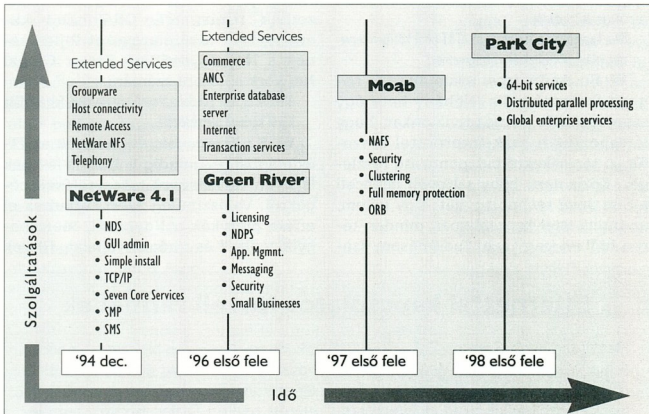 Szolgáltatások
Extended Services
Groupware
Host connectivity
Remote Access
NetWare NFS
Telephony
NetWare 4.1
• NDS
• GUI admin
• Simple install
• TCP/IP
• Seven Core Services
• SMP
• SMS
'94 dec.
Extended Services
Commerce
ANCS
Enterprise database
server
Internet
Transaction services
Green River
• Licensing
• NDPS
• App. Mgmnt.
• Messaging
• Security
• Small Businesses
'96 első fele
Moab
• NAFS
• Security
• Clustering
• Full memory protection
• ORB
'97 első fele
Park City
• 64-bit services
• Distributed parallel processing
• Global enterprise services
'98 első fele
Idő